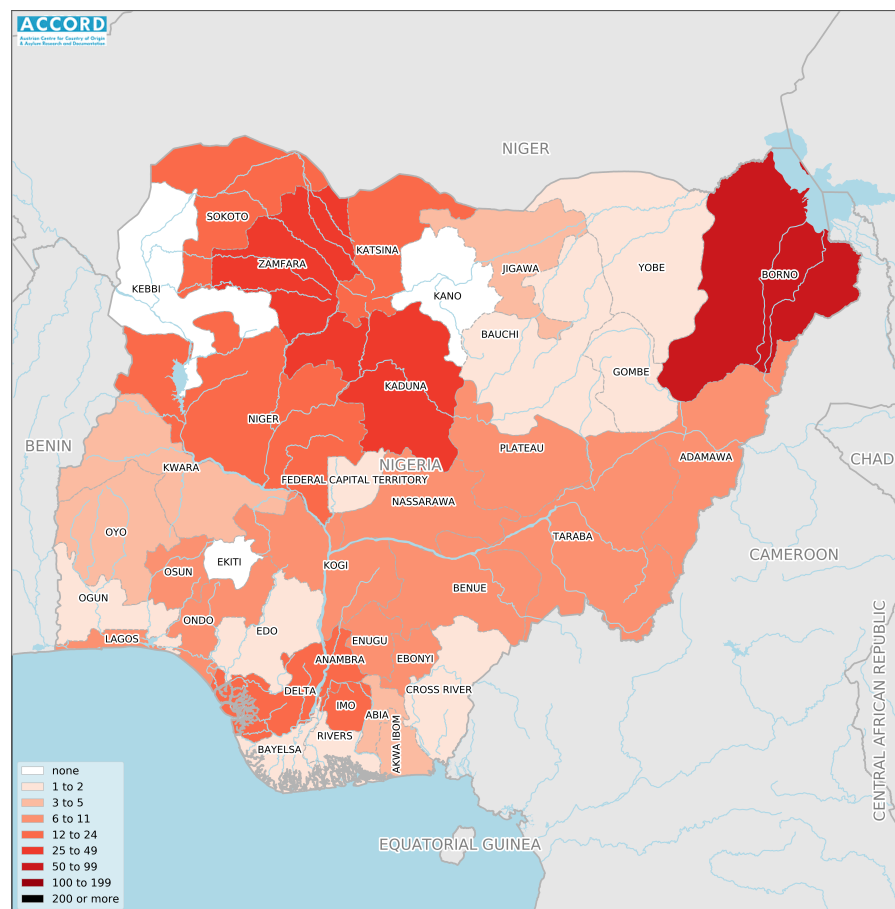 ACCORD
Austrian Centre for Country of Origin
& Asylum Research and Documentation
NIGER
SOKOTO
KATSINA
ZAMFARA
JIGAWA
YOBE
BORNO
KEBBI
KANO
BAUCHI
GOMBE
KADUNA
NIGER
BENIN
PLATEAU
ADAMAWA
CHAD
KWARA
NIGERIA
FEDERAL CAPITAL TERRITORY
NASSARAWA
OYO
TARABA
CAMEROON
OSUN
EKITI
KOGI
BENUE
OGUN
ONDO
EDO
LAGOS
ENUGU
ANAMBRA
EBONYI
DELTA
CROSS RIVER
IMO
ABIA
RIVERS
AKWA IBOM
BAYELSA
CENTRAL AFRICAN REPUBLIC
EQUATORIAL GUINEA
none
1 to 2
3 to 5
6 to 11
12 to 24
25 to 49
50 to 99
100 to 199
200 or more